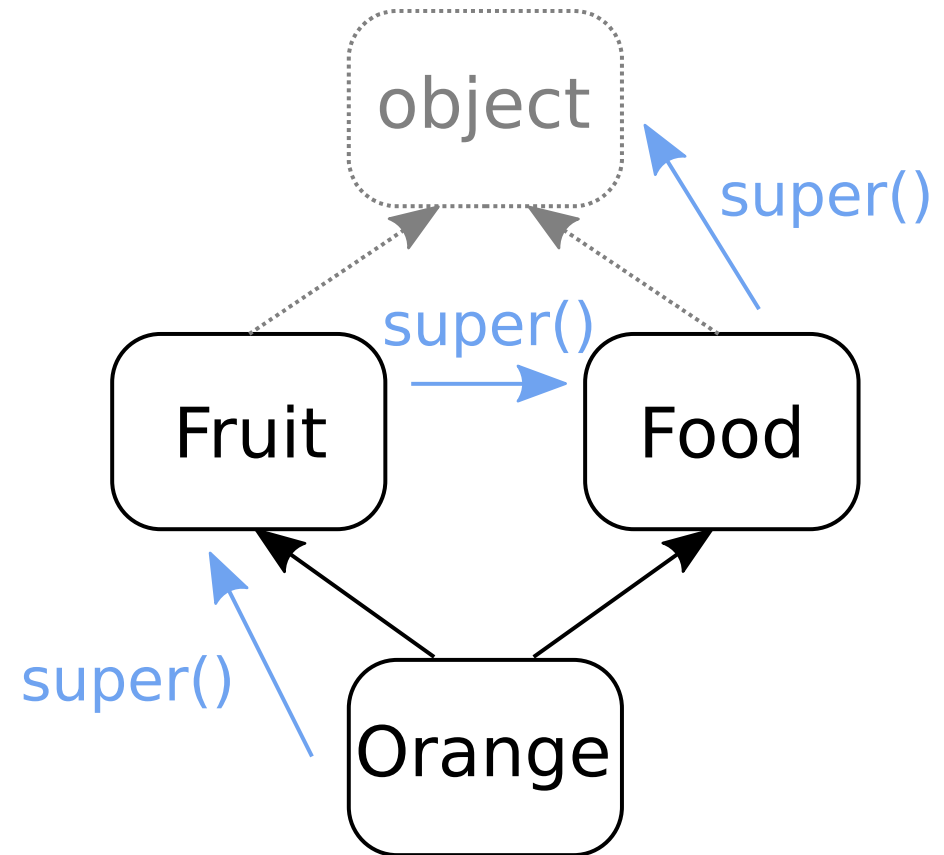 object
super()
super()
Fruit
Food
super()
Orange